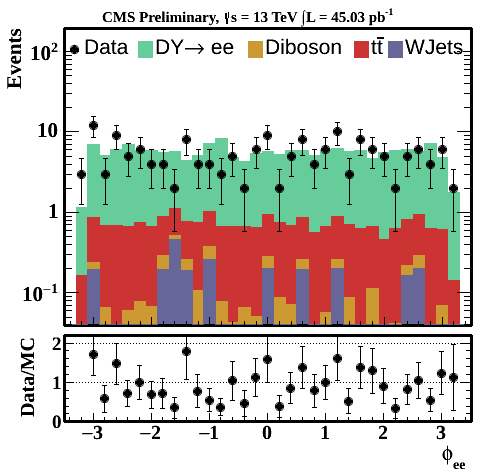 CMS Preliminary, √s = 13 TeV ∫L = 45.03 pb⁻¹
Events
Data DY→ ee Diboson tt̄ WJets
10²
10
1
10⁻¹
Data/MC
2
1
0
−3 −2 −1 0 1 2 3
ϕee